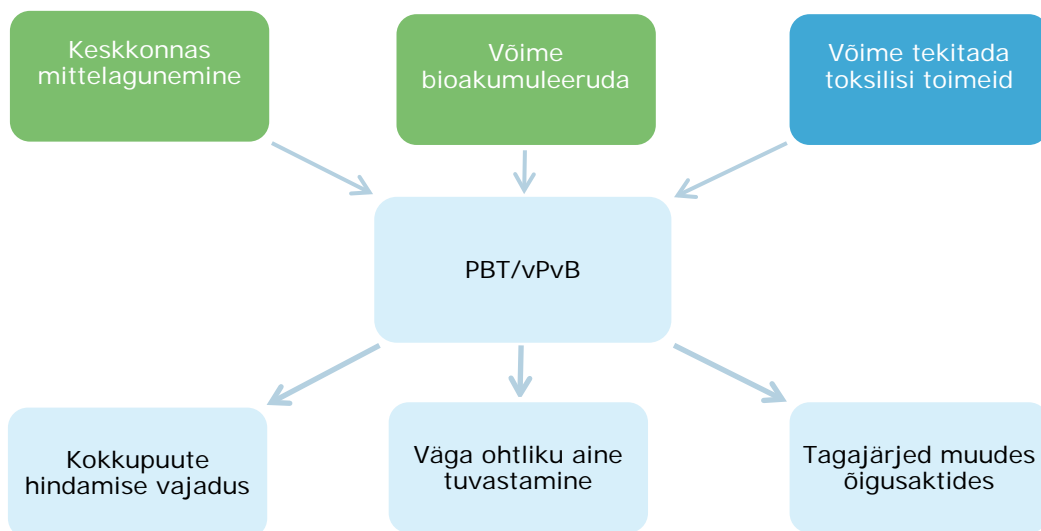 Keskkonnas
mittelagunemine
Võime
bioakumuleeruda
Võime tekitada
toksilisi toimeid
PBT/vPvB
Kokkupuute
hindamise vajadus
Väga ohtliku aine
tuvastamine
Tagajärjed muudes
õigusaktides